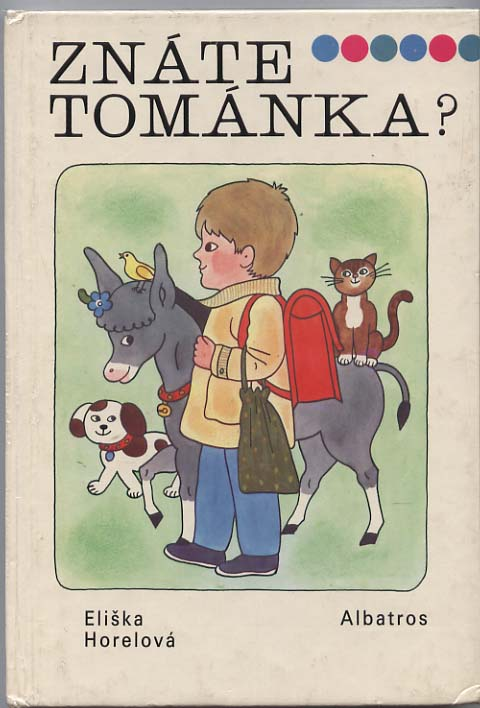 ZNÁTE
TOMÁNKA?
Eliška
Horelová
Albatros